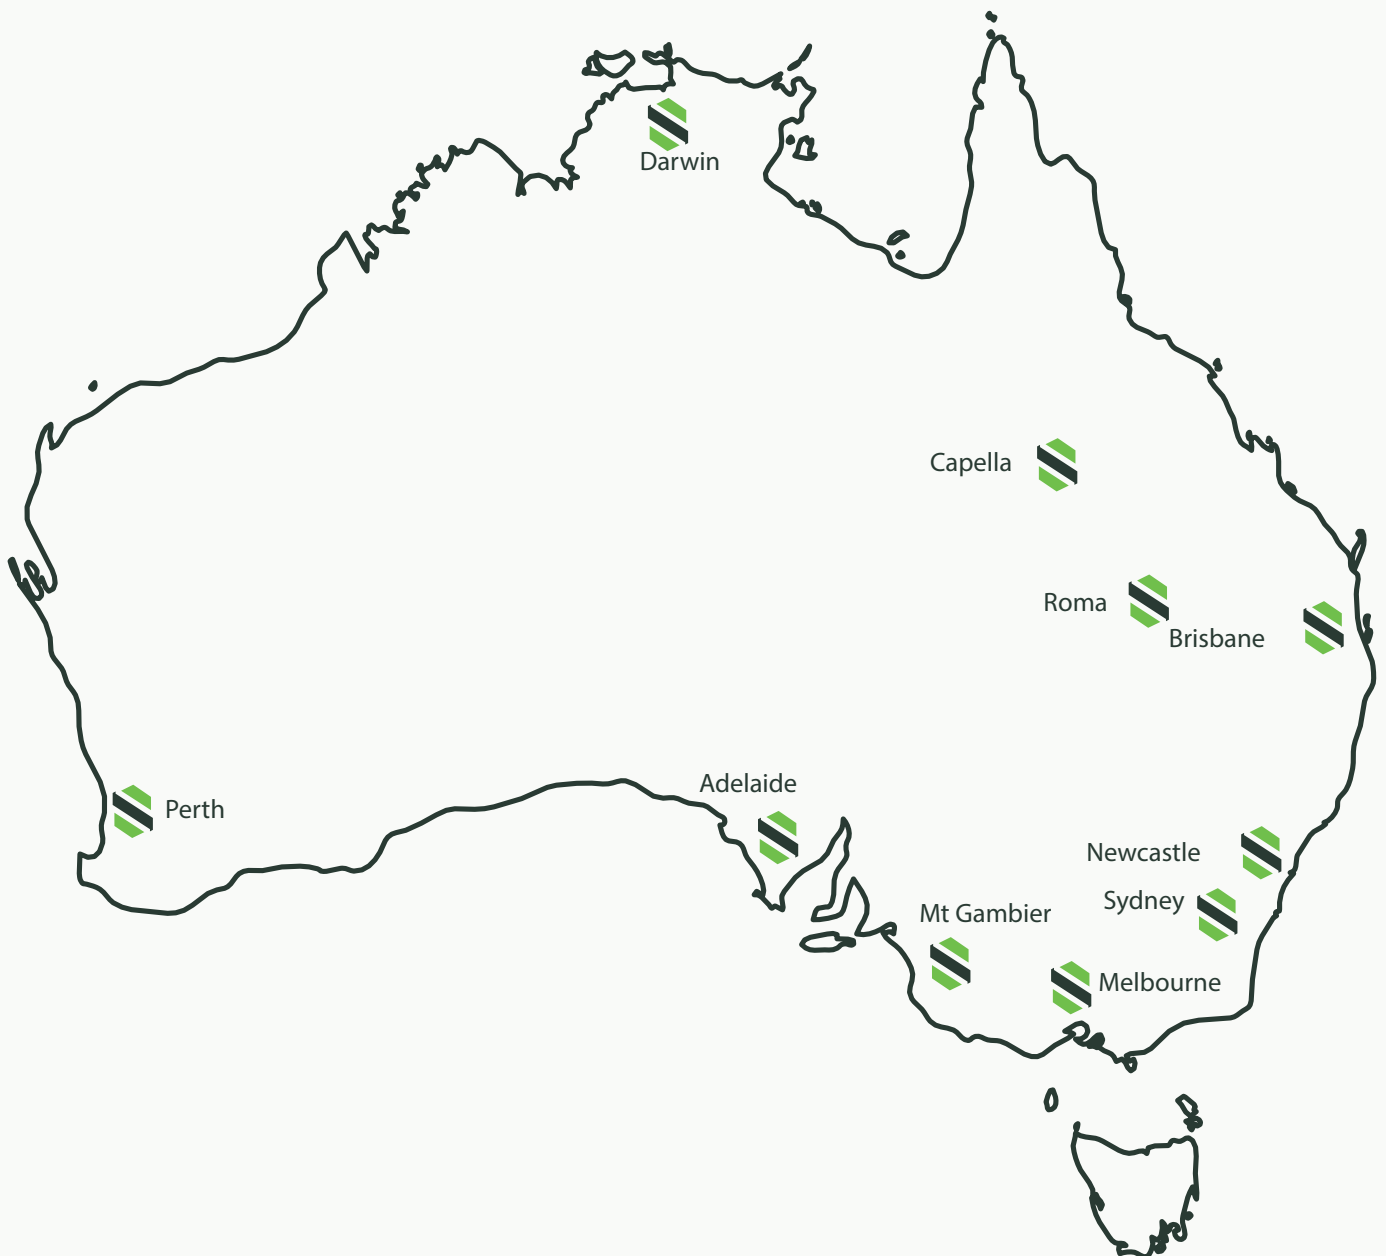 Darwin
Capella
Roma
Brisbane
Adelaide
Perth
Newcastle
Sydney
Mt Gambier
Melbourne